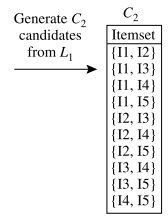 Generate C₂
candidates
from L₁
C₂
Itemset
{I1, I2}
{I1, I3}
{I1, I4}
{I1, I5}
{I2, I3}
{I2, I4}
{I2, I5}
{I3, I4}
{I3, I5}
{I4, I5}